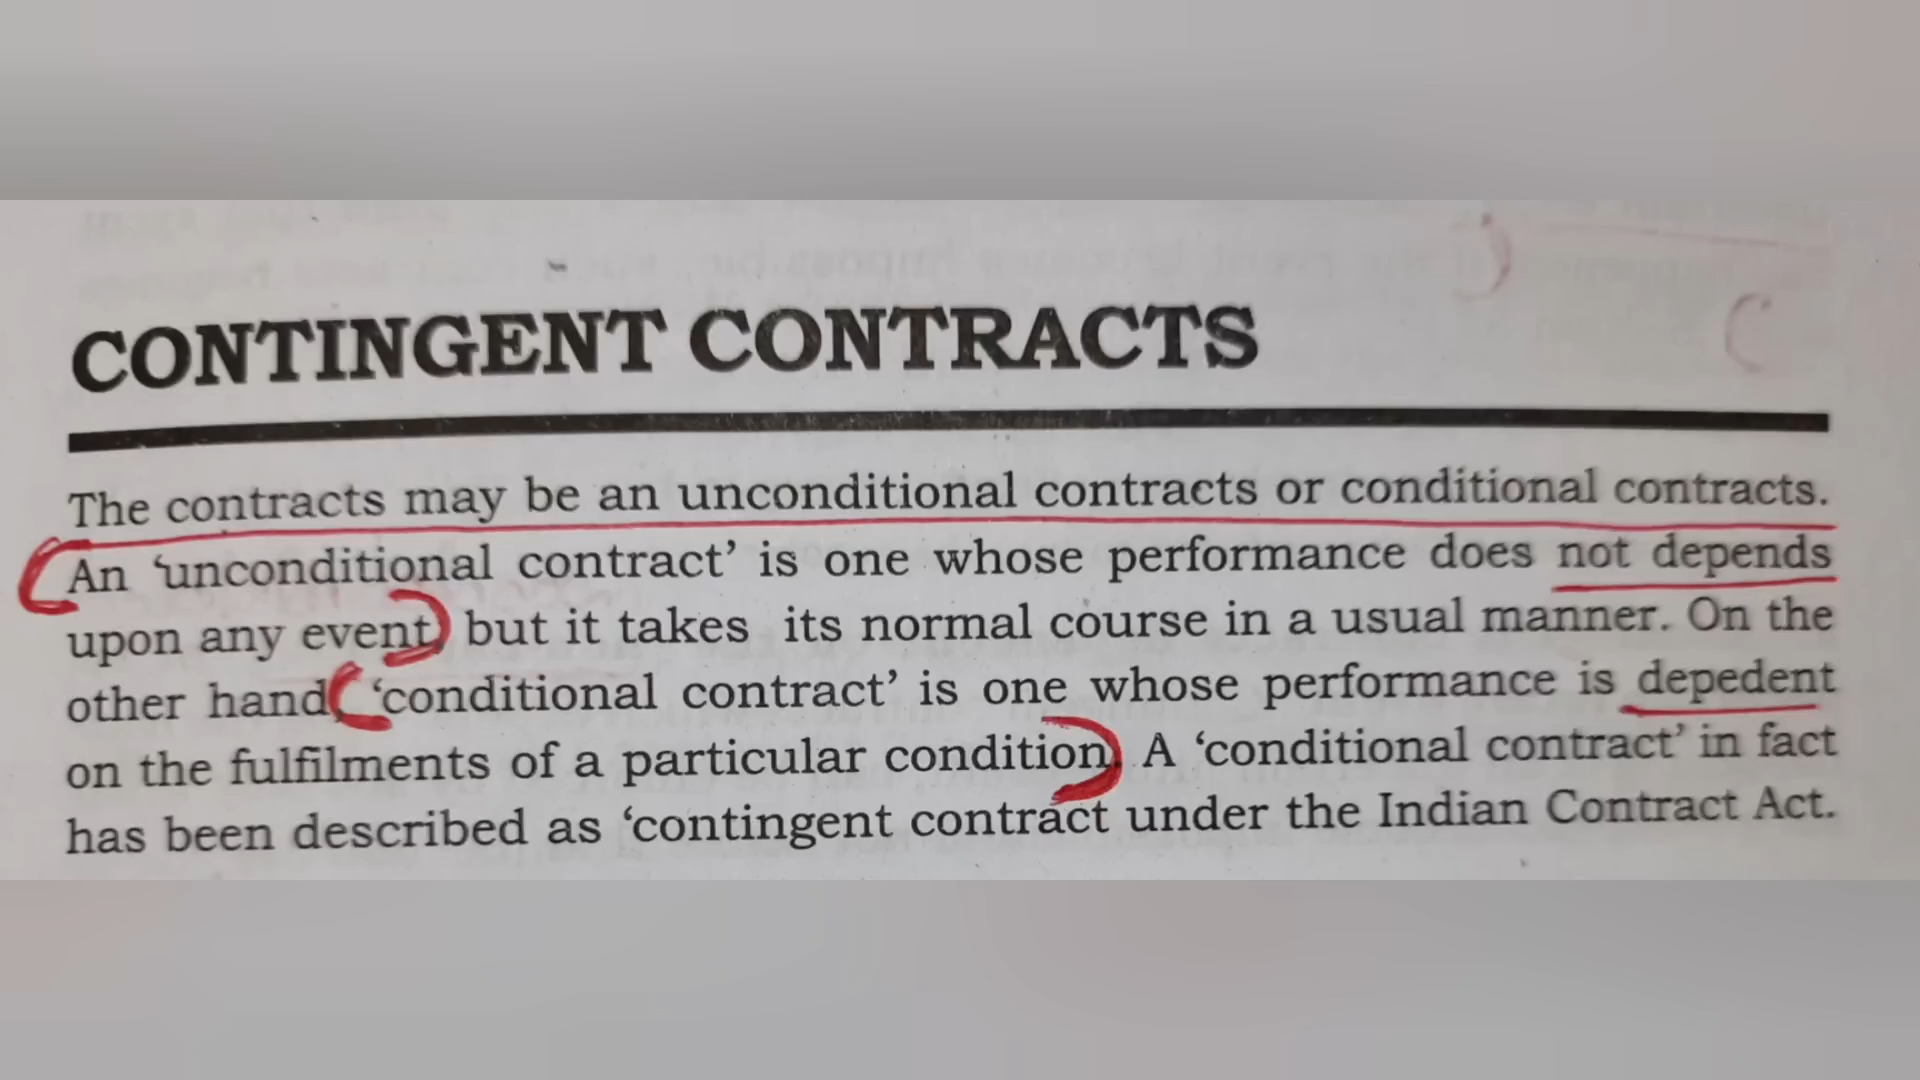 CONTINGENT CONTRACTS
The contracts may be an unconditional contracts or conditional contracts.
An ‘unconditional contract’ is one whose performance does not depends
upon any event, but it takes its normal course in a usual manner. On the
other hand, ‘conditional contract’ is one whose performance is depedent
on the fulfilments of a particular condition. A ‘conditional contract’ in fact
has been described as ‘contingent contract under the Indian Contract Act.